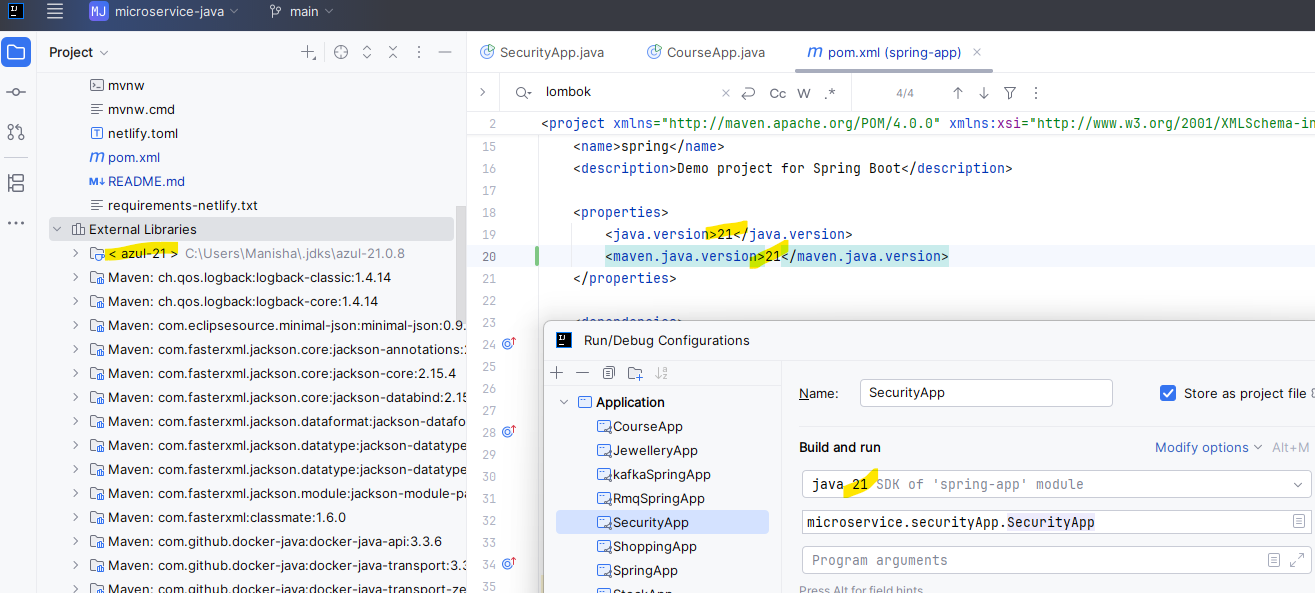 MJ microservice-java main
Project
SecurityApp.java CourseApp.java pom.xml (spring-app)
mvnw
mvnw.cmd
netlify.toml
pom.xml
README.md
requirements-netlify.txt
External Libraries
< azul-21 > C:\Users\Manisha\.jdks\azul-21.0.8
Maven: ch.qos.logback:logback-classic:1.4.14
Maven: ch.qos.logback:logback-core:1.4.14
Maven: com.eclipsesource.minimal-json:minimal-json:0.9.
Maven: com.fasterxml.jackson.core:jackson-annotations:
Maven: com.fasterxml.jackson.core:jackson-core:2.15.4
Maven: com.fasterxml.jackson.core:jackson-databind:2.15
Maven: com.fasterxml.jackson.dataformat:jackson-datafo
Maven: com.fasterxml.jackson.datatype:jackson-datatype
Maven: com.fasterxml.jackson.datatype:jackson-datatype
Maven: com.fasterxml.jackson.module:jackson-module-pa
Maven: com.fasterxml:classmate:1.6.0
Maven: com.github.docker-java:docker-java-api:3.3.6
Maven: com.github.docker-java:docker-java-transport:3.3
Maven: com.github.docker-java:docker-java-transport-ze
lombok Cc W .* 4/4
2 <project xmlns="http://maven.apache.org/POM/4.0.0" xmlns:xsi="http://www.w3.org/2001/XMLSchema-in
15 <name>spring</name>
16 <description>Demo project for Spring Boot</description>
17
18 <properties>
19 <java.version>21</java.version>
20 <maven.java.version>21</maven.java.version>
21 </properties>
22
23 <dependencies>
24
25
26
27
28
29
30
31
32
33
34
35
Run/Debug Configurations
Application
CourseApp
JewelleryApp
kafkaSpringApp
RmqSpringApp
SecurityApp
ShoppingApp
SpringApp
StockApp
Name: SecurityApp Store as project file
Build and run Modify options Alt+M
java 21 SDK of 'spring-app' module
microservice.securityApp.SecurityApp
Program arguments
Press Alt for field hints